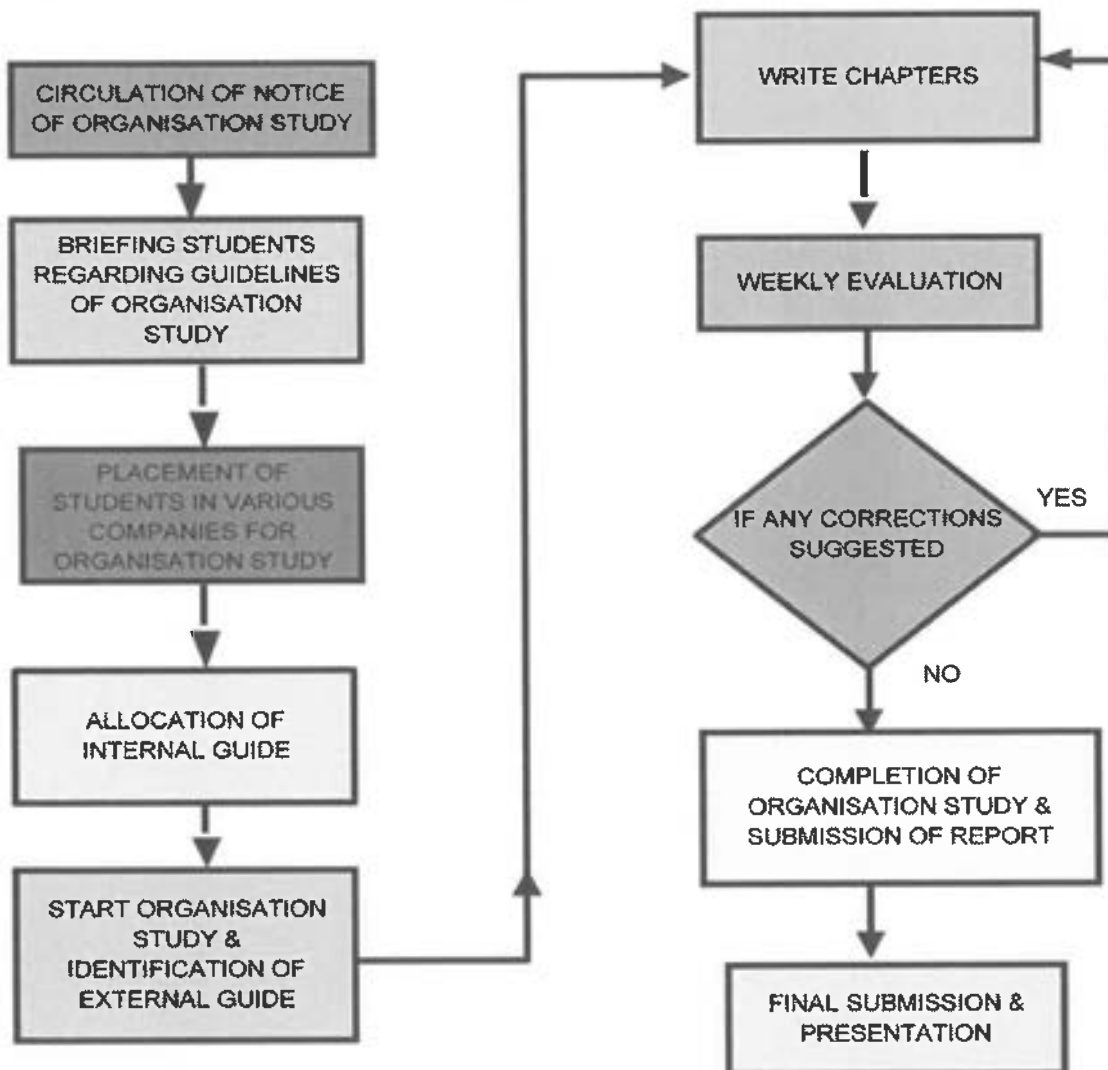 CIRCULATION OF NOTICE
OF ORGANISATION STUDY
BRIEFING STUDENTS
REGARDING GUIDELINES
OF ORGANISATION
STUDY
PLACEMENT OF
STUDENTS IN VARIOUS
COMPANIES FOR
ORGANISATION STUDY
ALLOCATION OF
INTERNAL GUIDE
START ORGANISATION
STUDY &
IDENTIFICATION OF
EXTERNAL GUIDE
WRITE CHAPTERS
WEEKLY EVALUATION
IF ANY CORRECTIONS
SUGGESTED
YES
NO
COMPLETION OF
ORGANISATION STUDY &
SUBMISSION OF REPORT
FINAL SUBMISSION &
PRESENTATION